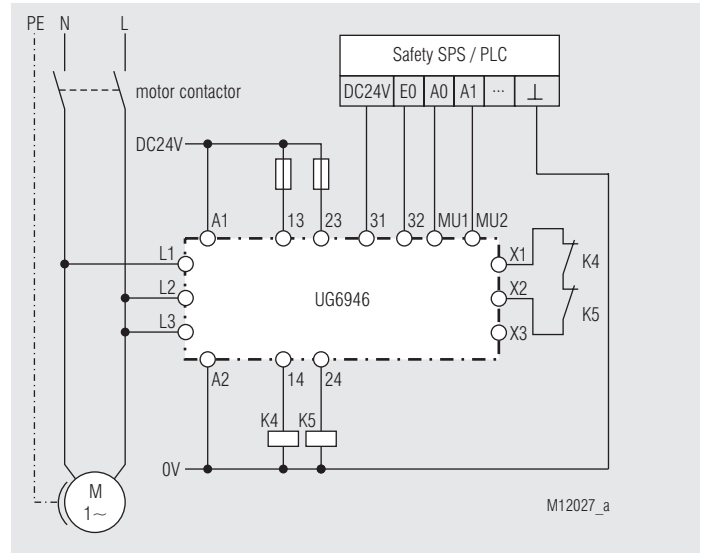 PE N L
Safety SPS / PLC
DC24V E0 A0 A1 ... ⊥
motor contactor
DC24V
A1 13 23 31 32 MU1 MU2
L1
X1
K4
L2
UG6946
X2
K5
L3
X3
A2 14 24
K4 K5
0V
M
1~
M12027_a